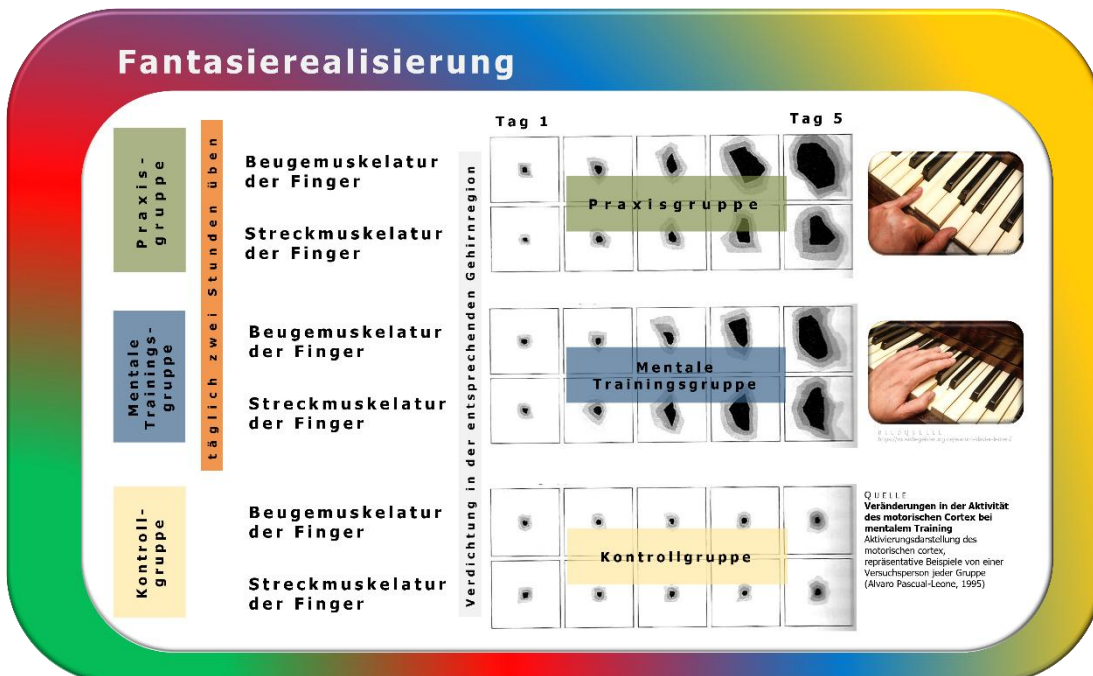 Fantasierealisierung
Tag 1
Tag 5
Praxis-
gruppe
täglich zwei Stunden üben
Beugemuskelatur
der Finger
Streckmuskelatur
der Finger
Verdichtung in der entsprechenden Gehirnregion
Praxisgruppe
Mentale
Trainings-
gruppe
Beugemuskelatur
der Finger
Streckmuskelatur
der Finger
Mentale
Trainingsgruppe
BILDQUELLE
Kontroll-
gruppe
Beugemuskelatur
der Finger
Streckmuskelatur
der Finger
Kontrollgruppe
QUELLE
Veränderungen in der Aktivität
des motorischen Cortex bei
mentalem Training
Aktivierungsdarstellung des
motorischen cortex,
repräsentative Beispiele von einer
Versuchsperson jeder Gruppe
(Alvaro Pascual-Leone, 1995)